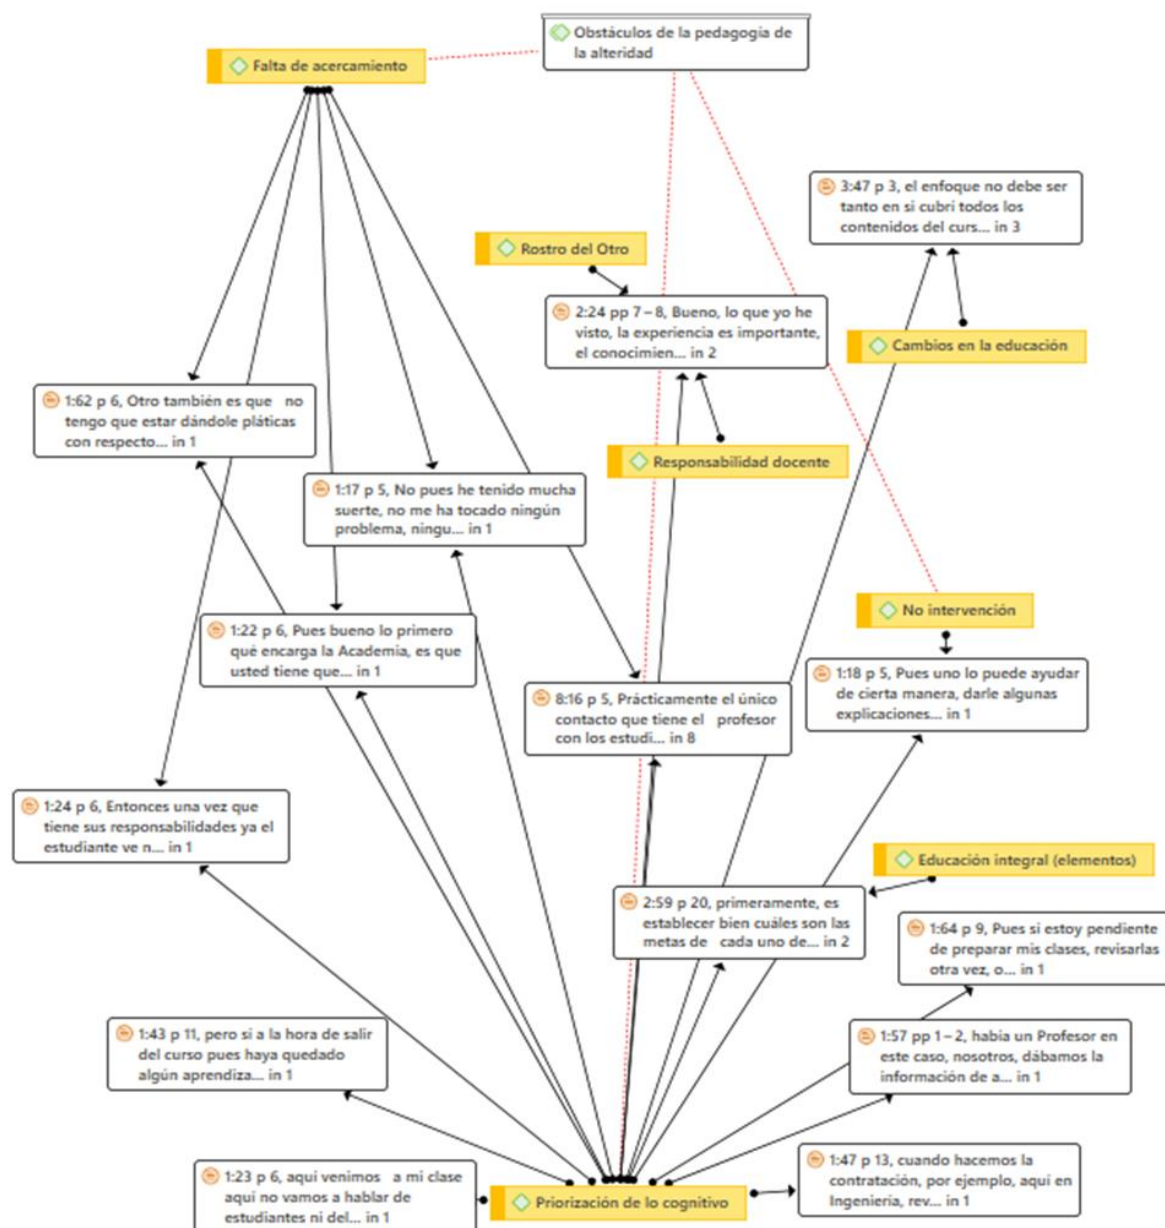 Obstáculos de la pedagogía de
la alteridad
Falta de acercamiento
3:47 p 3, el enfoque no debe ser
tanto en si cubrí todos los
contenidos del curs... in 3
Rostro del Otro
2:24 pp 7 – 8, Bueno, lo que yo he
visto, la experiencia es importante,
el conocimien... in 2
Cambios en la educación
1:62 p 6, Otro también es que no
tengo que estar dándole pláticas
con respecto... in 1
Responsabilidad docente
1:17 p 5, No pues he tenido mucha
suerte, no me ha tocado ningún
problema, ningu... in 1
No intervención
1:22 p 6, Pues bueno lo primero
qué encarga la Academia, es que
usted tiene que... in 1
1:18 p 5, Pues uno lo puede ayudar
de cierta manera, darle algunas
explicaciones... in 1
8:16 p 5, Prácticamente el único
contacto que tiene el profesor
con los estudi... in 8
1:24 p 6, Entonces una vez que
tiene sus responsabilidades ya el
estudiante ve n... in 1
Educación integral (elementos)
2:59 p 20, primeramente, es
establecer bien cuáles son las
metas de cada uno de... in 2
1:64 p 9, Pues si estoy pendiente
de preparar mis clases, revisarlas
otra vez, o... in 1
1:43 p 11, pero sí a la hora de salir
del curso pues haya quedado
algún aprendiza... in 1
1:57 pp 1 – 2, había un Profesor en
este caso, nosotros, dábamos la
información de a... in 1
1:23 p 6, aquí venimos a mi clase
aquí no vamos a hablar de
estudiantes ni del... in 1
Priorización de lo cognitivo
1:47 p 13, cuando hacemos la
contratación, por ejemplo, aquí en
Ingeniería, rev... in 1